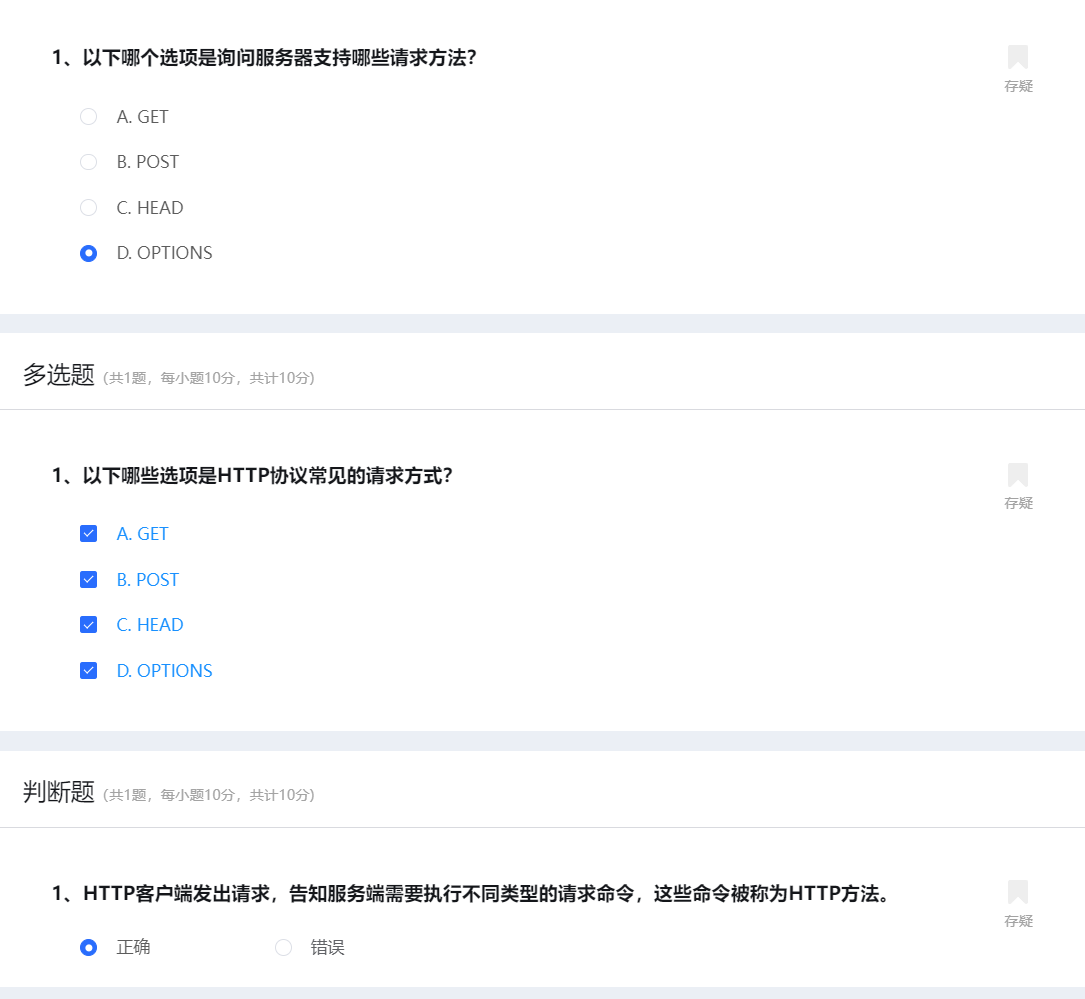 1、以下哪个选项是询问服务器支持哪些请求方法？
存疑
A. GET
B. POST
C. HEAD
D. OPTIONS
多选题 （共1题，每小题10分，共计10分）
1、以下哪些选项是HTTP协议常见的请求方式？
存疑
A. GET
B. POST
C. HEAD
D. OPTIONS
判断题 （共1题，每小题10分，共计10分）
1、HTTP客户端发出请求，告知服务端需要执行不同类型的请求命令，这些命令被称为HTTP方法。
存疑
正确 错误